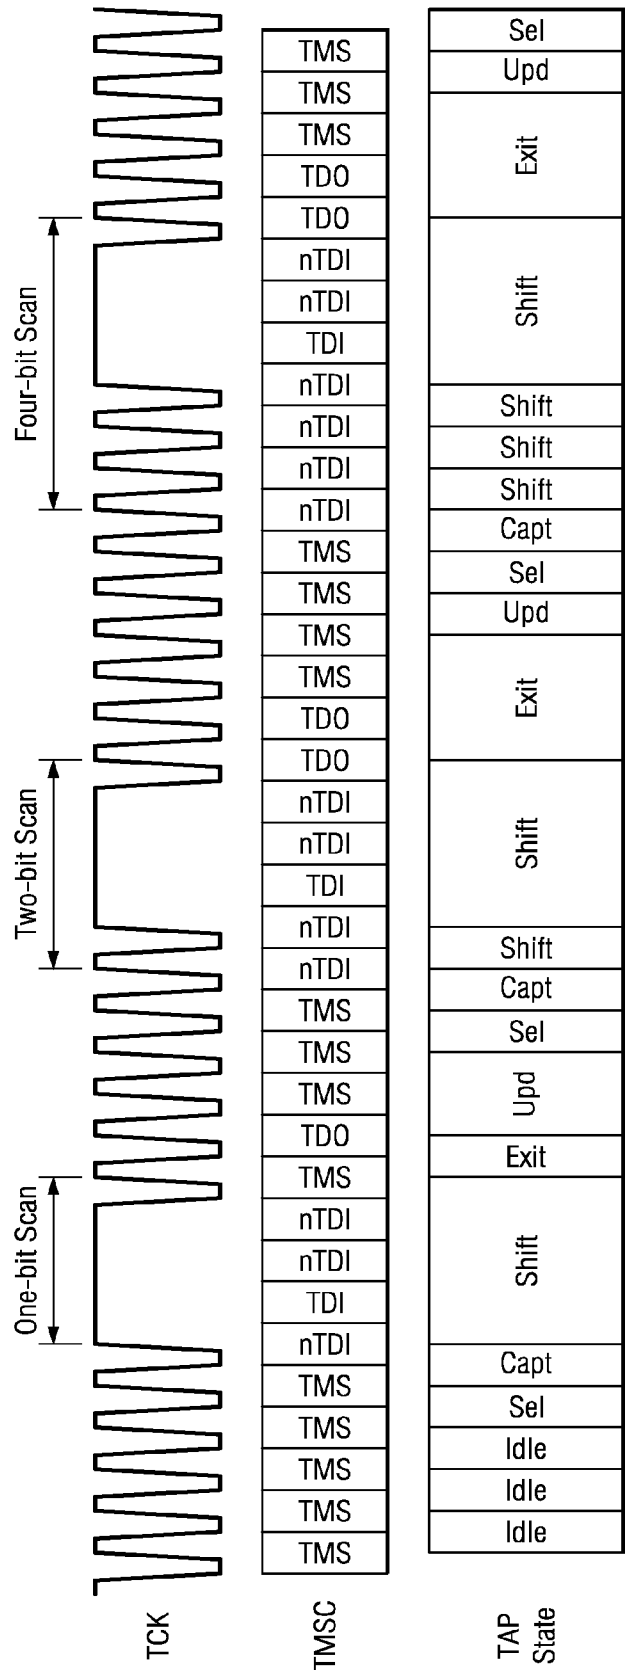 Four-bit Scan
Two-bit Scan
One-bit Scan
TCK
TMS
TMS
TMS
TDO
TDO
nTDI
nTDI
TDI
nTDI
nTDI
nTDI
nTDI
TMS
TMS
TMS
TMS
TDO
TDO
nTDI
nTDI
TDI
nTDI
nTDI
TMS
TMS
TMS
TDO
TMS
nTDI
nTDI
TDI
nTDI
TMS
TMS
TMS
TMS
TMS
TMSC
Sel
Upd
Exit
Shift
Shift
Shift
Shift
Capt
Sel
Upd
Exit
Shift
Shift
Capt
Sel
Upd
Exit
Shift
Capt
Sel
Idle
Idle
Idle
TAP
State